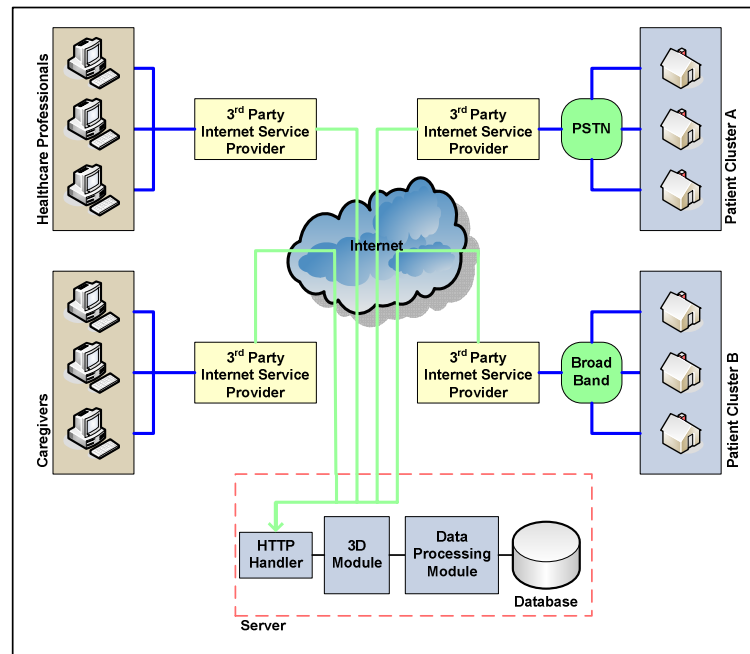 Healthcare Professionals
3rd Party
Internet Service
Provider
3rd Party
Internet Service
Provider
PSTN
Patient Cluster A
Internet
Caregivers
3rd Party
Internet Service
Provider
3rd Party
Internet Service
Provider
Broad
Band
Patient Cluster B
HTTP
Handler
3D
Module
Data
Processing
Module
Database
Server